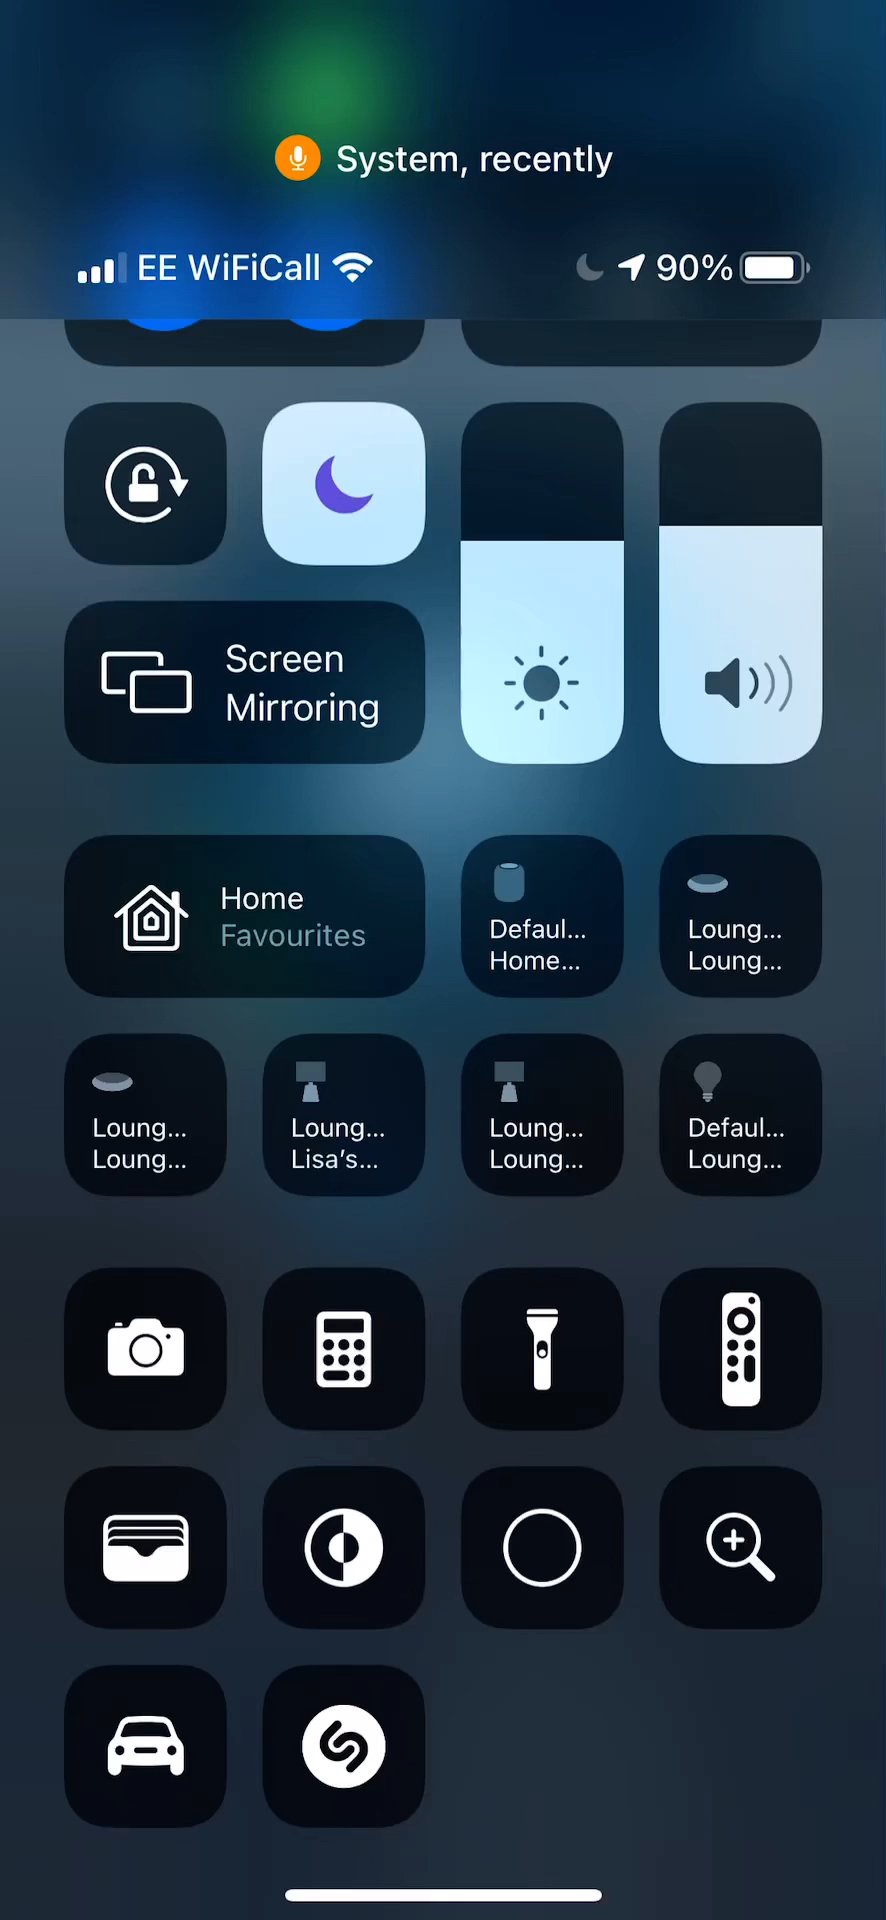 System, recently
EE WiFiCall
90%
Screen
Mirroring
Home
Favourites
Defaul...
Home...
Loung...
Loung...
Loung...
Loung...
Loung...
Lisa's...
Loung...
Loung...
Defaul...
Loung...